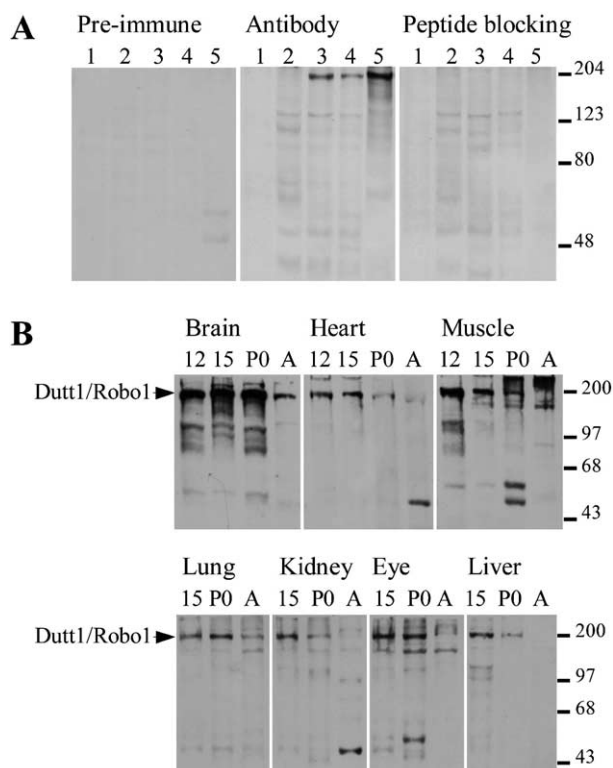 A
Pre-immune Antibody Peptide blocking
1 2 3 4 5 1 2 3 4 5 1 2 3 4 5
204
123
80
48
B
Brain Heart Muscle
12 15 P0 A 12 15 P0 A 12 15 P0 A
Dutt1/Robo1
200
97
68
43
Lung Kidney Eye Liver
15 P0 A 15 P0 A 15 P0 A 15 P0 A
Dutt1/Robo1
200
97
68
43